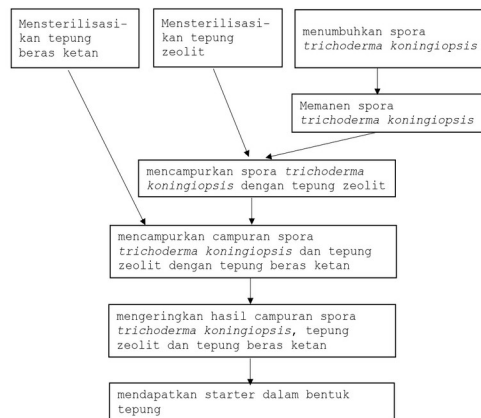 Mensterilisasi-
kan tepung
beras ketan
Mensterilisasi-
kan tepung
zeolit
menumbuhkan spora
trichoderma koningiopsis
Memanen spora
trichoderma koningiopsis
mencampurkan spora trichoderma
koningiopsis dengan tepung zeolit
mencampurkan campuran spora
trichoderma koningiopsis dan tepung
zeolit dengan tepung beras ketan
mengeringkan hasil campuran spora
trichoderma koningiopsis, tepung
zeolit dan tepung beras ketan
mendapatkan starter dalam bentuk
tepung